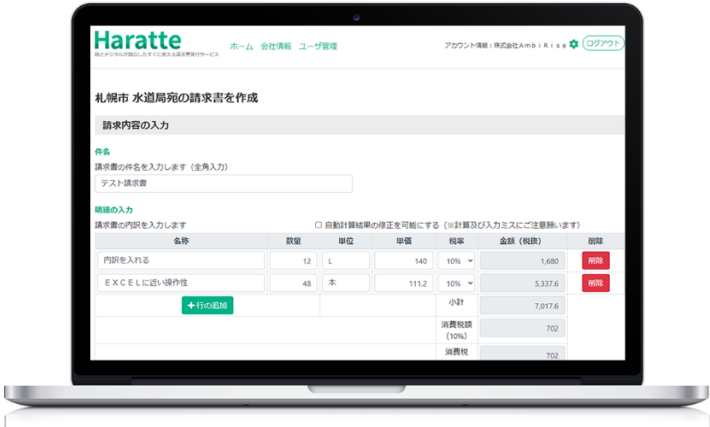 Haratte
紙とデジタルが両立したすぐに使える請求書発行サービス
ホーム 会社情報 ユーザ管理
アカウント情報：株式会社ＡｍｂｉＲｉｓｅ
ログアウト
札幌市 水道局宛の請求書を作成
請求内容の入力
件名
請求書の件名を入力します（全角入力）
テスト請求書
明細の入力
請求書の内訳を入力します
自動計算結果の修正を可能にする（※計算及び入力ミスにご注意願います）
名称 数量 単位 単価 税率 金額（税抜） 削除
内訳を入れる 12 L 140 10% 1,680 削除
ＥＸＣＥＬに近い操作性 48 本 111.2 10% 5,337.6 削除
＋行の追加 小計 7,017.6
消費税額
（10%） 702
消費税 702